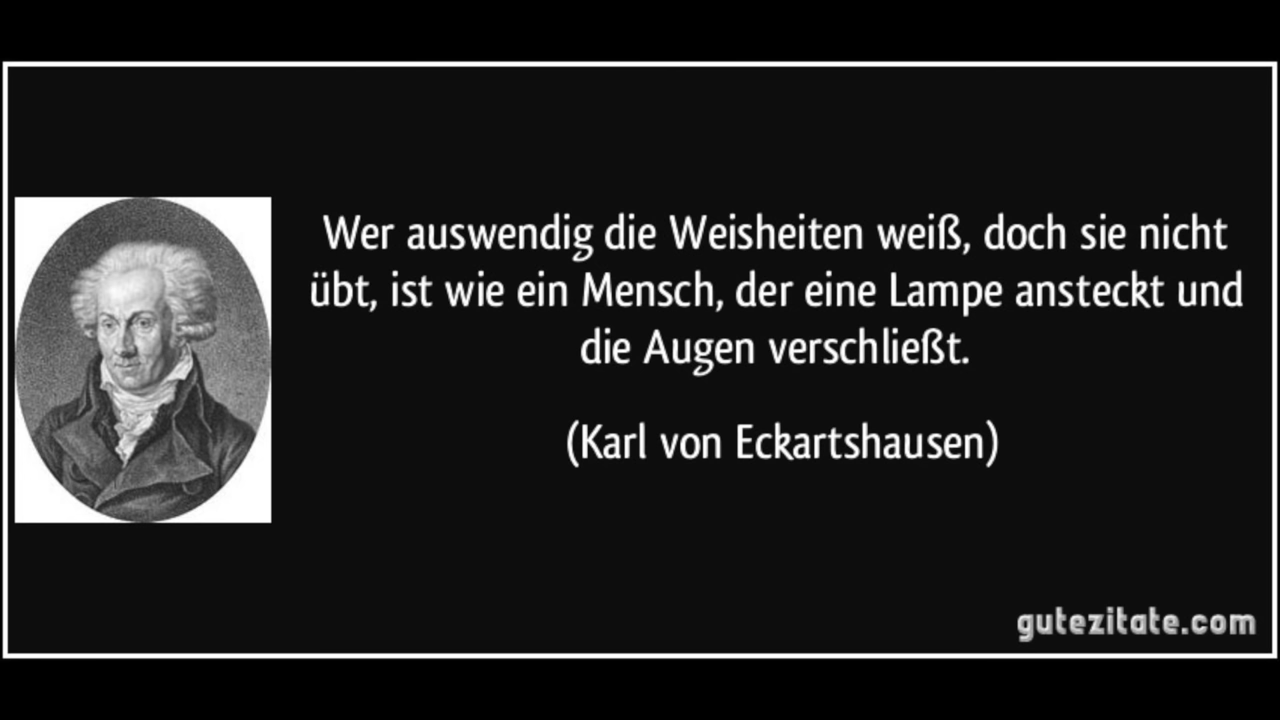 Wer auswendig die Weisheiten weiß, doch sie nicht
übt, ist wie ein Mensch, der eine Lampe ansteckt und
die Augen verschließt.
(Karl von Eckartshausen)
gutezitate.com